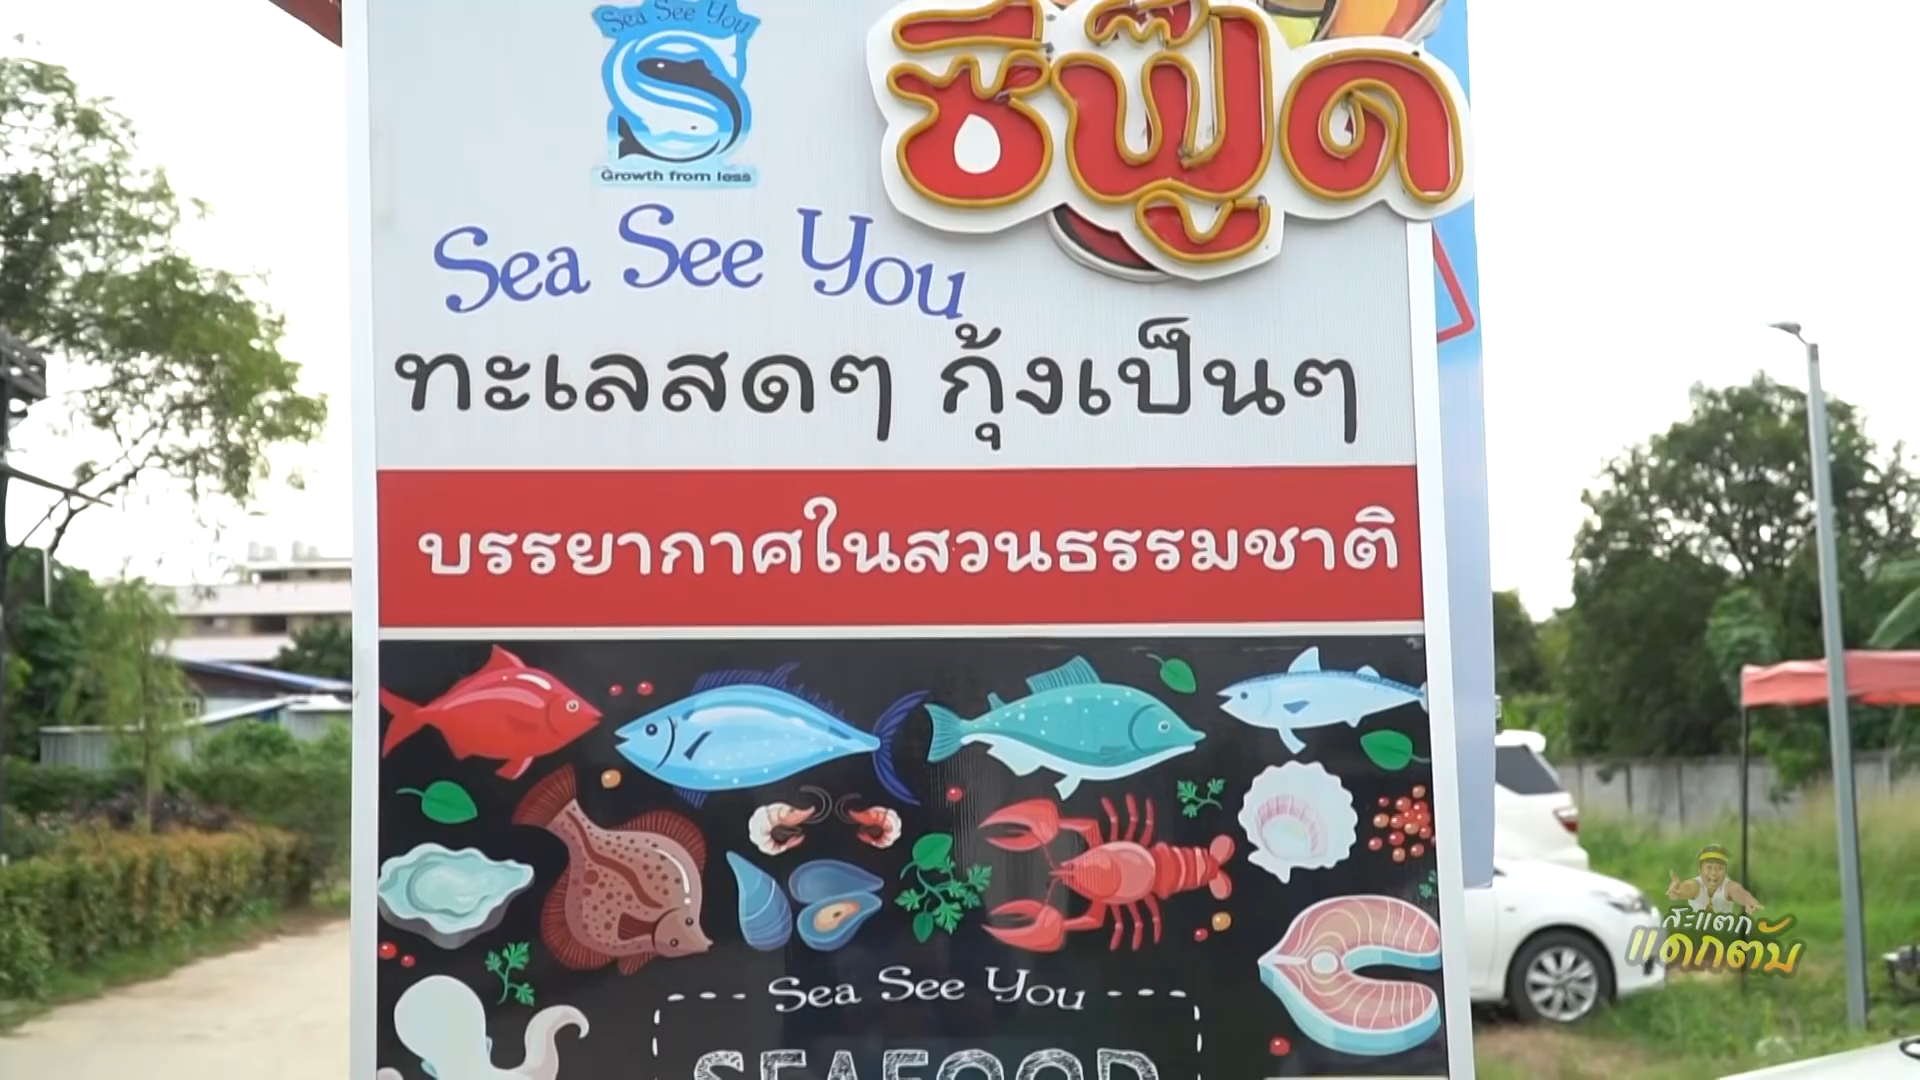 Sea See You
Growth from less
ซีฟู๊ด
Sea See You
ทะเลสดๆ กุ้งเป็นๆ
บรรยากาศในสวนธรรมชาติ
Sea See You
SEAFOOD
สะแตก
แดกตับ